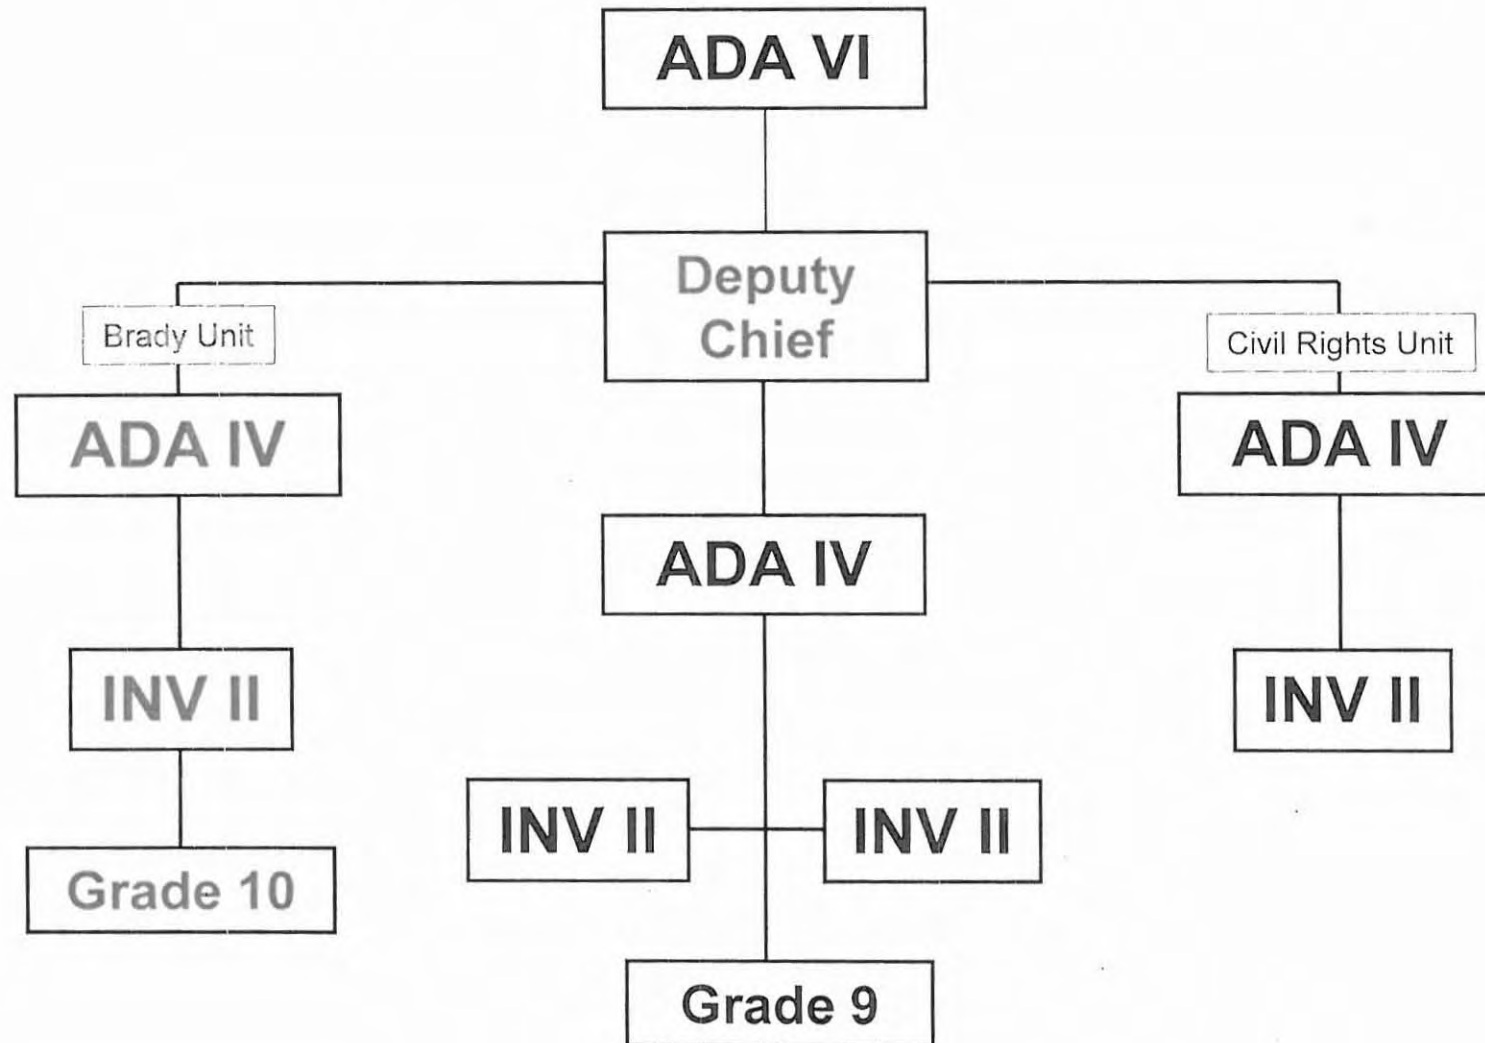 ADA VI
Deputy
Chief
Brady Unit
Civil Rights Unit
ADA IV
ADA IV
ADA IV
INV II
INV II
INV II
INV II
Grade 10
Grade 9